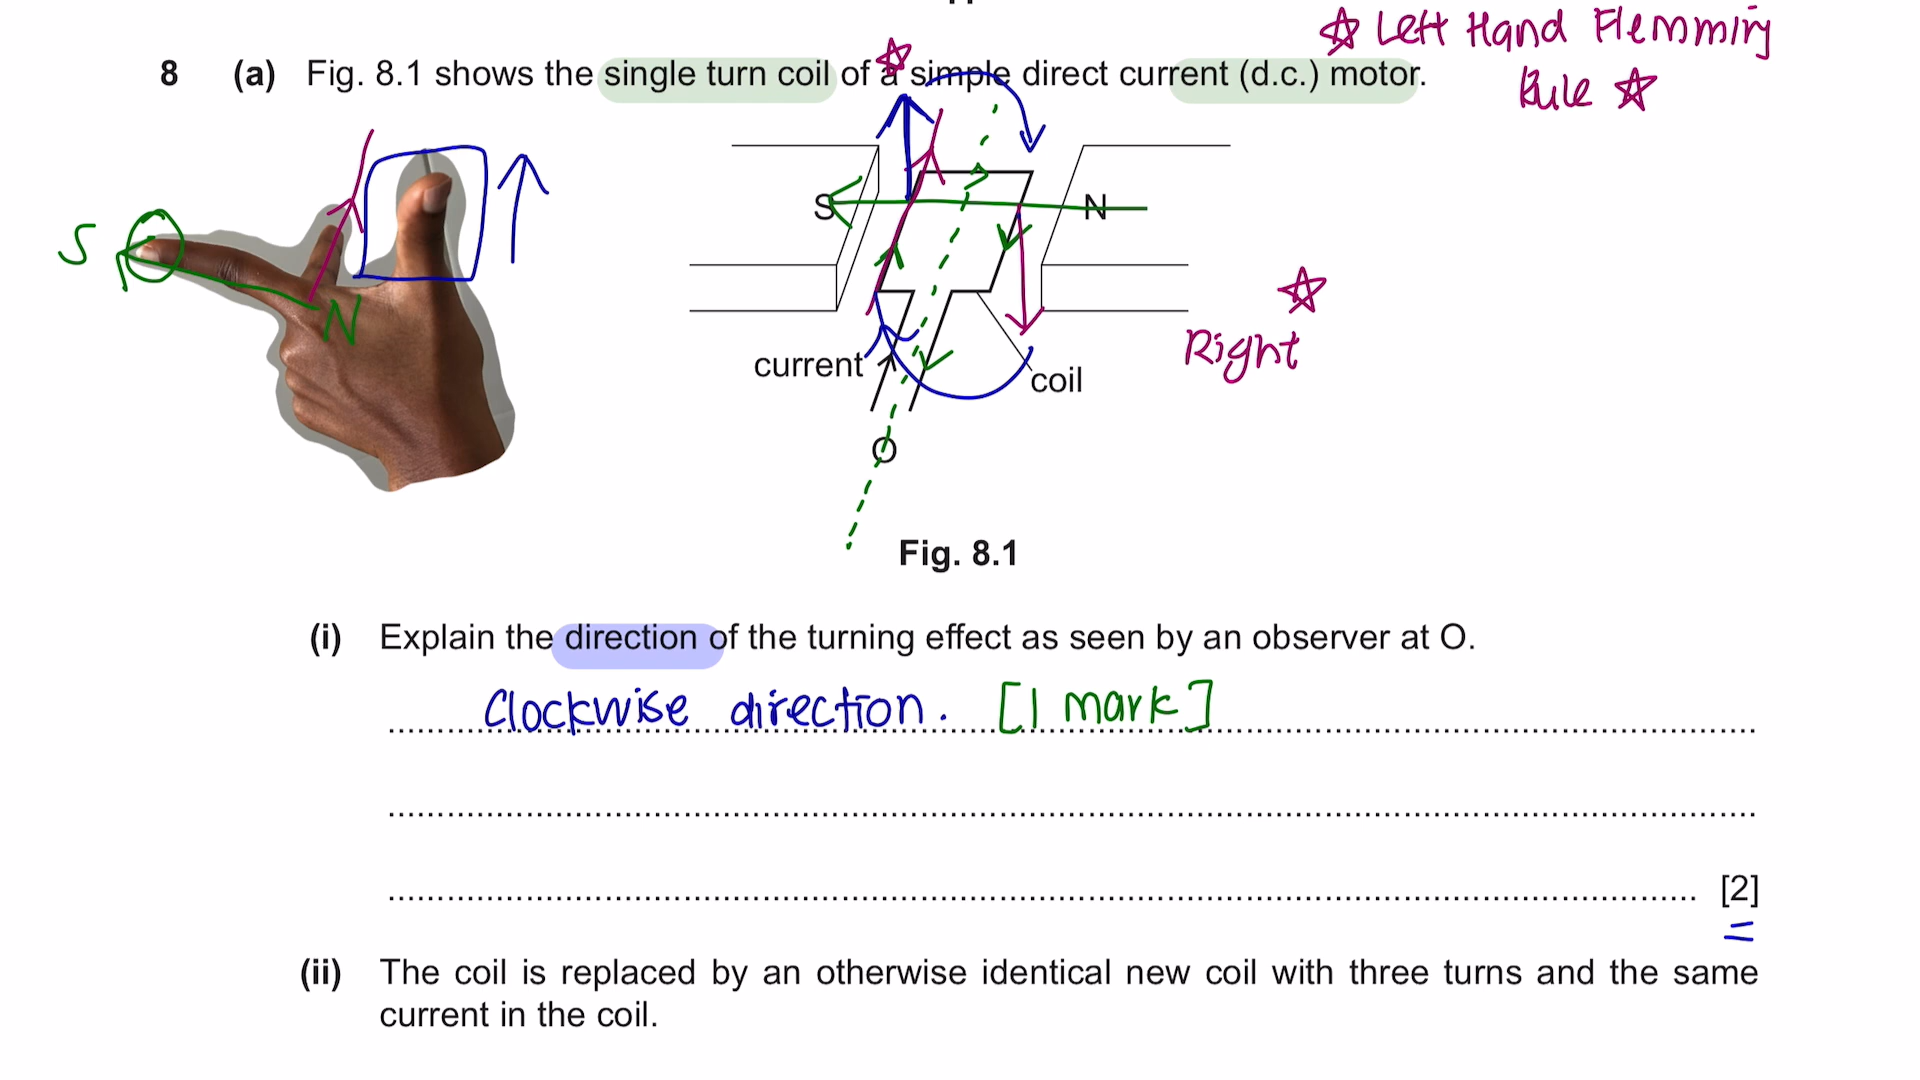 ☆ Left Hand Flemming
8 (a) Fig. 8.1 shows the single turn coil of a simple direct current (d.c.) motor.
Rule ☆
S
N
S
N
Right
current
coil
O
Fig. 8.1
(i) Explain the direction of the turning effect as seen by an observer at O.
Clockwise direction. [1 mark]
[2]
(ii) The coil is replaced by an otherwise identical new coil with three turns and the same
current in the coil.